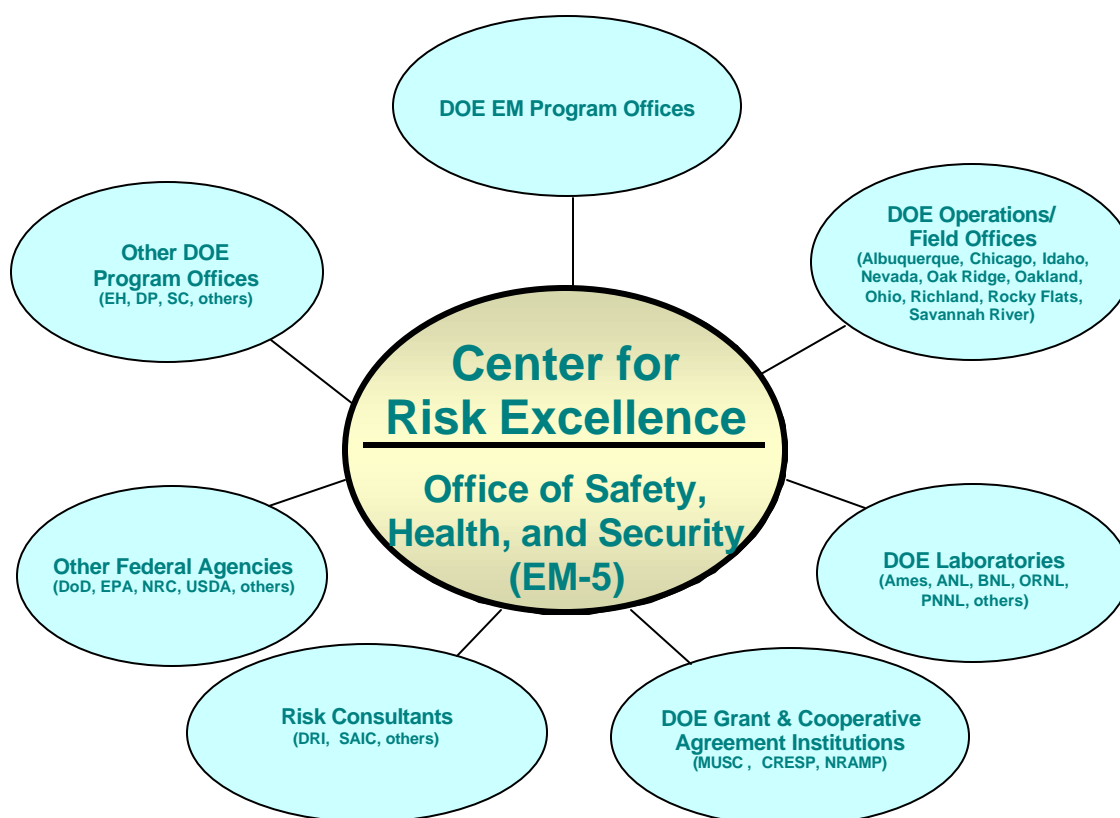 DOE EM Program Offices
Other DOE
Program Offices
(EH, DP, SC, others)
DOE Operations/
Field Offices
(Albuquerque, Chicago, Idaho,
Nevada, Oak Ridge, Oakland,
Ohio, Richland, Rocky Flats,
Savannah River)
Center for
Risk Excellence
Office of Safety,
Health, and Security
(EM-5)
Other Federal Agencies
(DoD, EPA, NRC, USDA, others)
DOE Laboratories
(Ames, ANL, BNL, ORNL,
PNNL, others)
Risk Consultants
(DRI, SAIC, others)
DOE Grant & Cooperative
Agreement Institutions
(MUSC , CRESP, NRAMP)